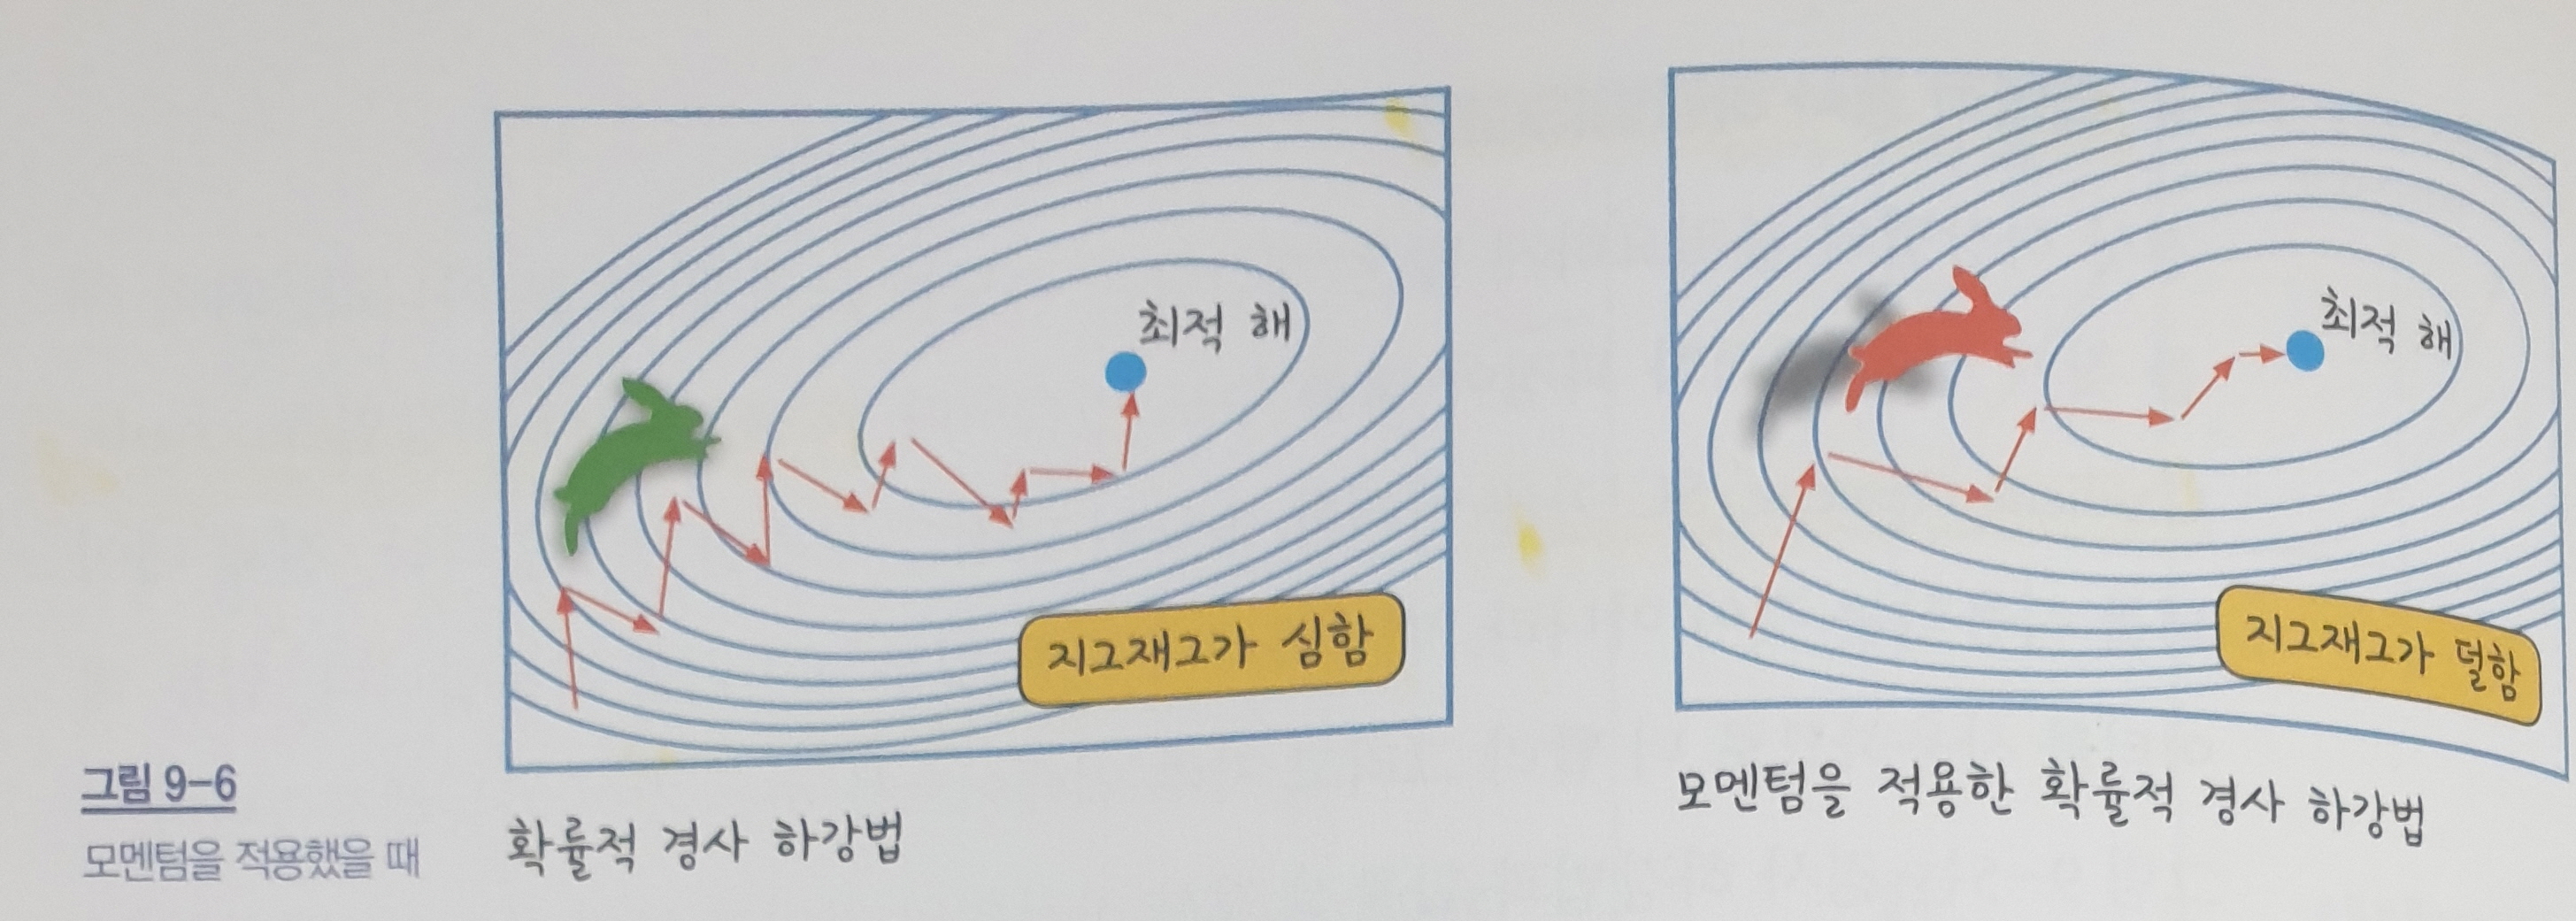 최적 해
지그재그가 심함
확률적 경사 하강법
최적 해
지그재그가 덜함
모멘텀을 적용한 확률적 경사 하강법
그림 9-6
모멘텀을 적용했을 때